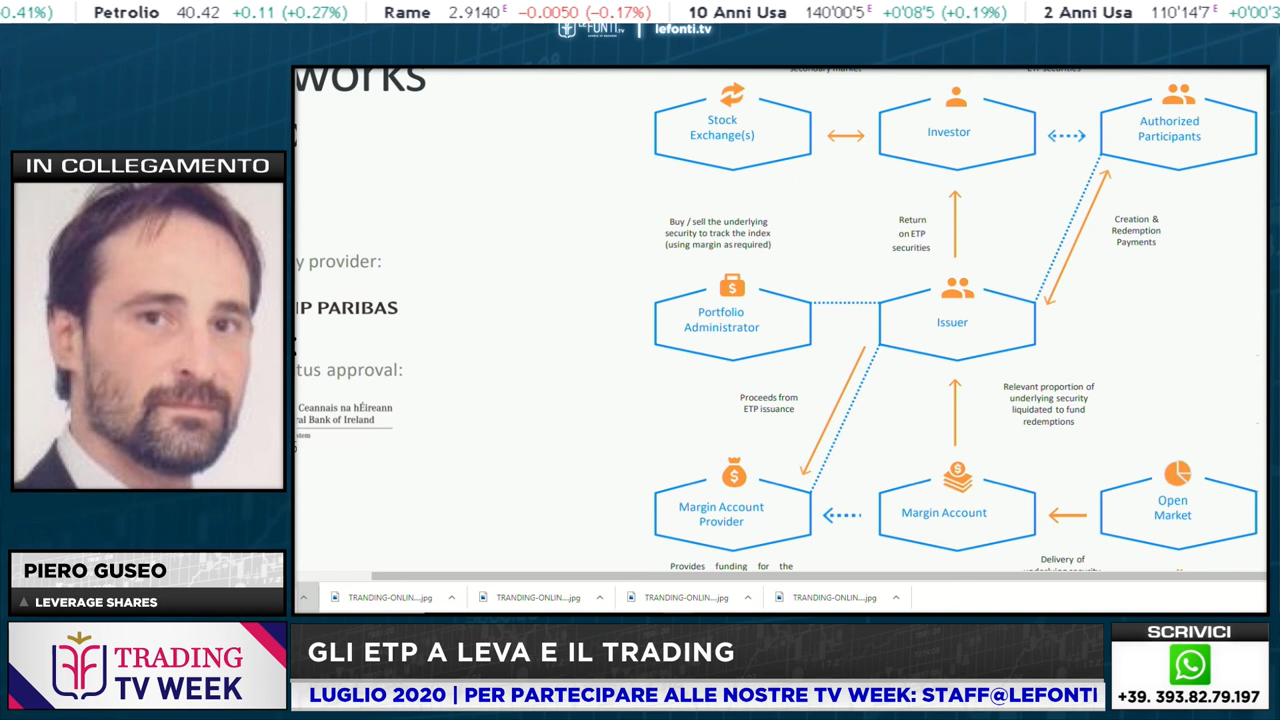 0.41%) Petrolio 40.42 +0.11 (+0.27%) Rame 2.9140 E -0.0050 (-0.17%) 10 Anni Usa 140'00'5 E +0'08'5 (+0.19%) 2 Anni Usa 110'14'7 E +0'00'3
LEFONTI.TV | lefonti.tv
works
Stock
Exchange(s)
Investor
Authorized
Participants
IN COLLEGAMENTO
Buy / sell the underlying
security to track the index
(using margin as required)
Return
on ETP
securities
Creation &
Redemption
Payments
y provider:
IP PARIBAS
Portfolio
Administrator
Issuer
tus approval:
Ceannais na hÉireann
ral Bank of Ireland
stem
Proceeds from
ETP issuance
Relevant proportion of
underlying security
liquidated to fund
redemptions
Margin Account
Provider
Margin Account
Open
Market
Provides funding for the
Delivery of
TRANDING-ONLIN....jpg
TRANDING-ONLIN....jpg
TRANDING-ONLIN....jpg
TRANDING-ONLIN....jpg
PIERO GUSEO
LEVERAGE SHARES
TRADING
TV WEEK
GLI ETP A LEVA E IL TRADING
LUGLIO 2020 | PER PARTECIPARE ALLE NOSTRE TV WEEK: STAFF@LEFONTI
SCRIVICI
+39. 393.82.79.197